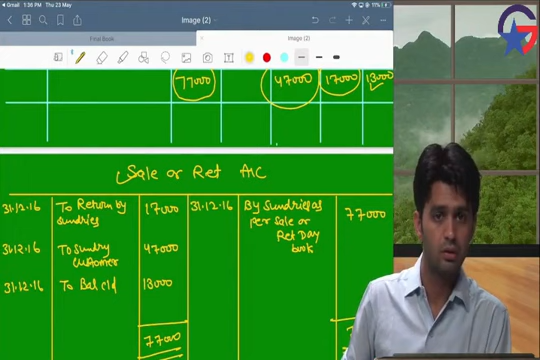 Gmail 1:36 PM Thu 23 May
11%
Image (2)
Final Book
Image (2)
77000 47000 17000 13000
Sale or Ret A/C
31.12.16 To Return by 17000 31.12.16 By Sundries as 77000
Sundries per Sale or
Ret Day
book
31.12.16 To Sundry 47000
Customer
31.12.16 To Bal c/d 13000
77000